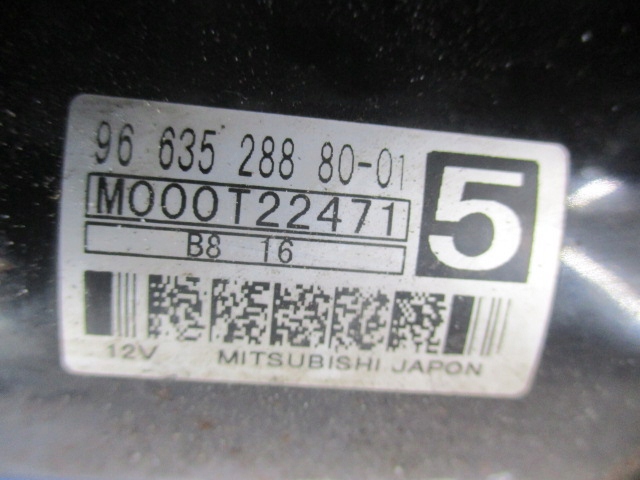 96 635 288 80-01
M000T22471
5
B8 16
12V MITSUBISHI JAPON